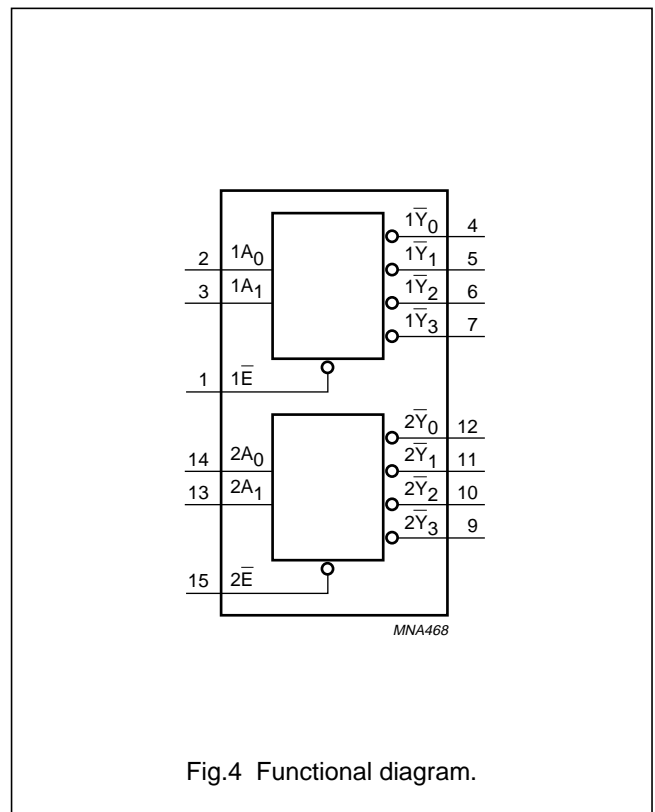 1Y̅0 4
2 1A0 1Y̅1 5
3 1A1 1Y̅2 6
1Y̅3 7
1 1E̅
2Y̅0 12
14 2A0 2Y̅1 11
13 2A1 2Y̅2 10
2Y̅3 9
15 2E̅
MNA468
Fig.4 Functional diagram.